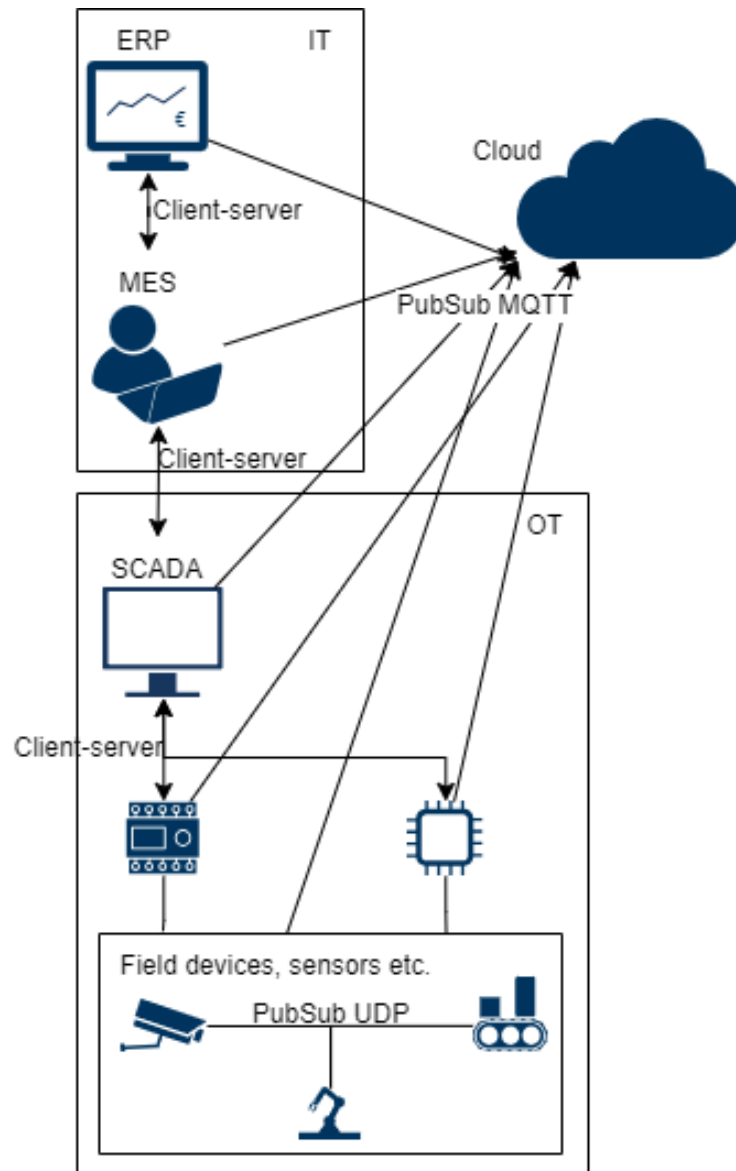 ERP
IT
€
Client-server
Cloud
MES
PubSub MQTT
Client-server
OT
SCADA
Client-server
Field devices, sensors etc.
PubSub UDP